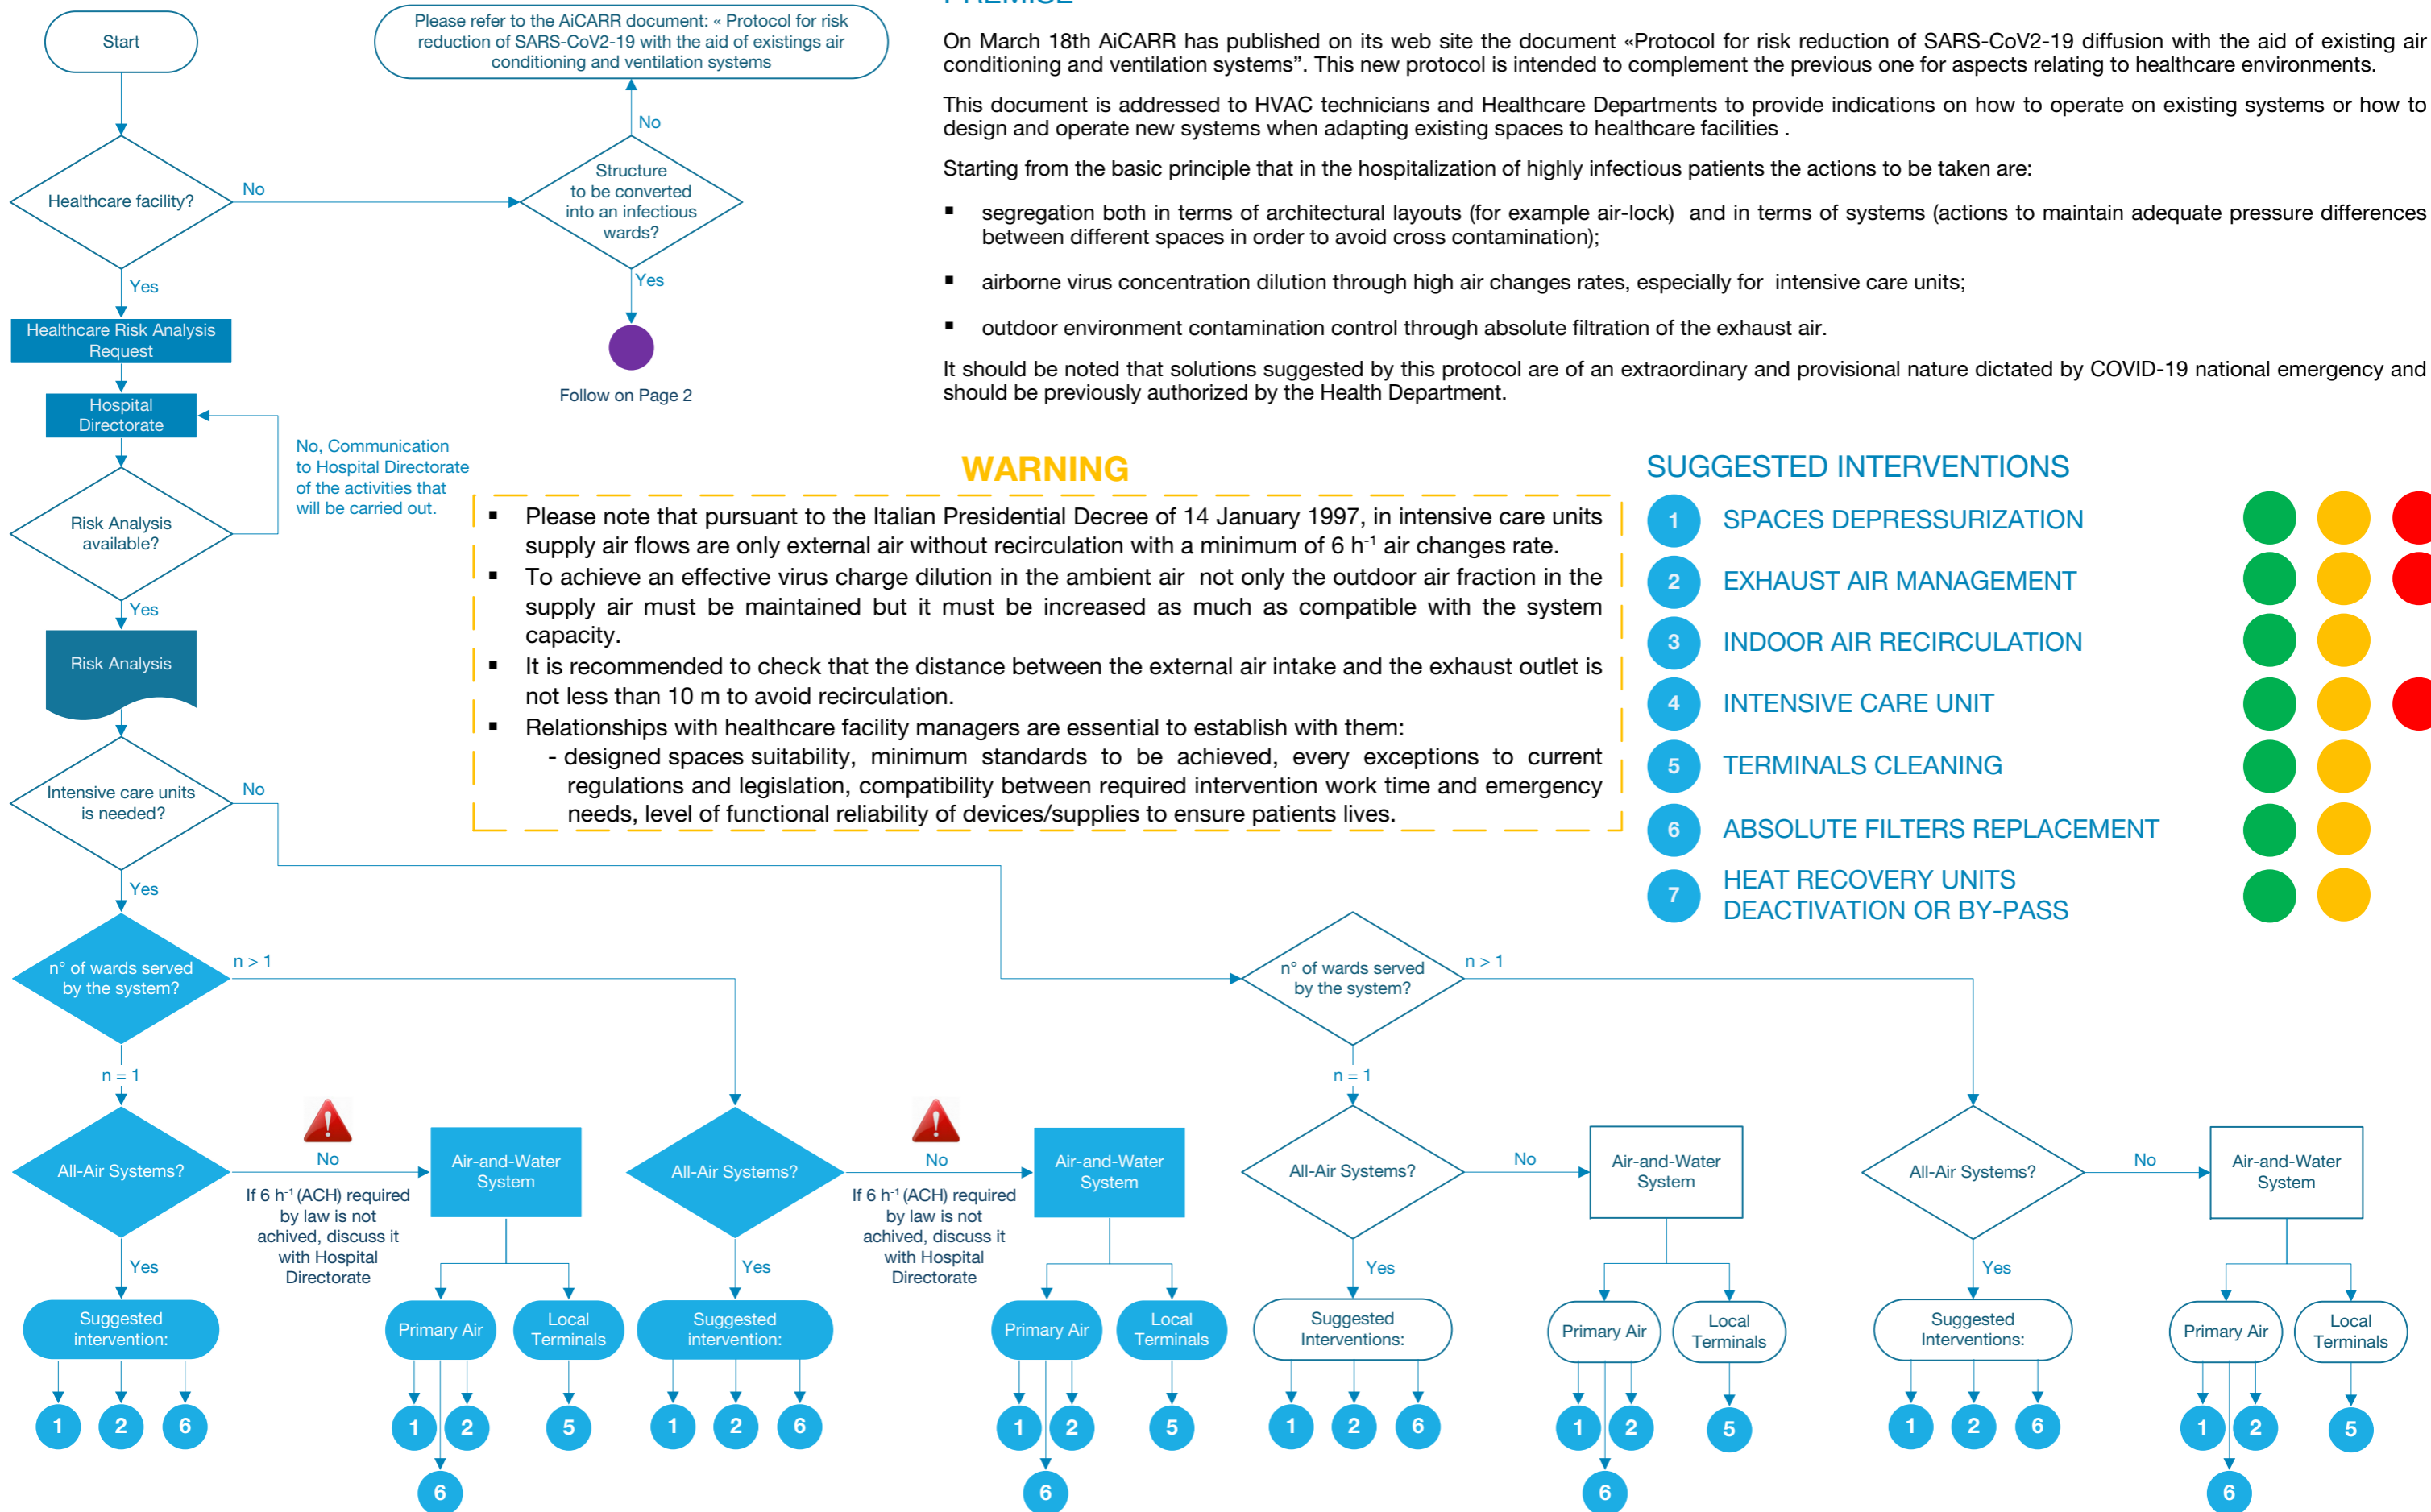 Start
Please refer to the AiCARR document: « Protocol for risk
reduction of SARS-CoV2-19 with the aid of existings air
conditioning and ventilation systems
No
Structure
to be converted
into an infectious
wards?
Healthcare facility?
No
Yes
Yes
Follow on Page 2
Healthcare Risk Analysis
Request
Hospital
Directorate
No, Communication
to Hospital Directorate
of the activities that
will be carried out.
Risk Analysis
available?
Yes
Risk Analysis
Intensive care units
is needed?
No
Yes
PREMISE
On March 18th AiCARR has published on its web site the document «Protocol for risk reduction of SARS-CoV2-19 diffusion with the aid of existing air
conditioning and ventilation systems”. This new protocol is intended to complement the previous one for aspects relating to healthcare environments.
This document is addressed to HVAC technicians and Healthcare Departments to provide indications on how to operate on existing systems or how to
design and operate new systems when adapting existing spaces to healthcare facilities .
Starting from the basic principle that in the hospitalization of highly infectious patients the actions to be taken are:
▪ segregation both in terms of architectural layouts (for example air-lock) and in terms of systems (actions to maintain adequate pressure differences
between different spaces in order to avoid cross contamination);
▪ airborne virus concentration dilution through high air changes rates, especially for intensive care units;
▪ outdoor environment contamination control through absolute filtration of the exhaust air.
It should be noted that solutions suggested by this protocol are of an extraordinary and provisional nature dictated by COVID-19 national emergency and
should be previously authorized by the Health Department.
WARNING
▪ Please note that pursuant to the Italian Presidential Decree of 14 January 1997, in intensive care units
supply air flows are only external air without recirculation with a minimum of 6 h⁻¹ air changes rate.
▪ To achieve an effective virus charge dilution in the ambient air not only the outdoor air fraction in the
supply air must be maintained but it must be increased as much as compatible with the system
capacity.
▪ It is recommended to check that the distance between the external air intake and the exhaust outlet is
not less than 10 m to avoid recirculation.
▪ Relationships with healthcare facility managers are essential to establish with them:
- designed spaces suitability, minimum standards to be achieved, every exceptions to current
regulations and legislation, compatibility between required intervention work time and emergency
needs, level of functional reliability of devices/supplies to ensure patients lives.
SUGGESTED INTERVENTIONS
1 SPACES DEPRESSURIZATION
2 EXHAUST AIR MANAGEMENT
3 INDOOR AIR RECIRCULATION
4 INTENSIVE CARE UNIT
5 TERMINALS CLEANING
6 ABSOLUTE FILTERS REPLACEMENT
7 HEAT RECOVERY UNITS
DEACTIVATION OR BY-PASS
n° of wards served
by the system?
n > 1
n = 1
All-Air Systems?
!
No
If 6 h⁻¹ (ACH) required
by law is not
achived, discuss it
with Hospital
Directorate
Air-and-Water
System
Yes
Suggested
intervention:
1 2 6
Primary Air
1 2
6
Local
Terminals
5
All-Air Systems?
!
No
If 6 h⁻¹ (ACH) required
by law is not
achived, discuss it
with Hospital
Directorate
Air-and-Water
System
Yes
Suggested
intervention:
1 2 6
Primary Air
1 2
6
Local
Terminals
5
n° of wards served
by the system?
n > 1
n = 1
All-Air Systems?
No
Air-and-Water
System
Yes
Suggested
Interventions:
1 2 6
Primary Air
1 2
6
Local
Terminals
5
All-Air Systems?
No
Air-and-Water
System
Yes
Suggested
Interventions:
1 2 6
Primary Air
1 2
6
Local
Terminals
5